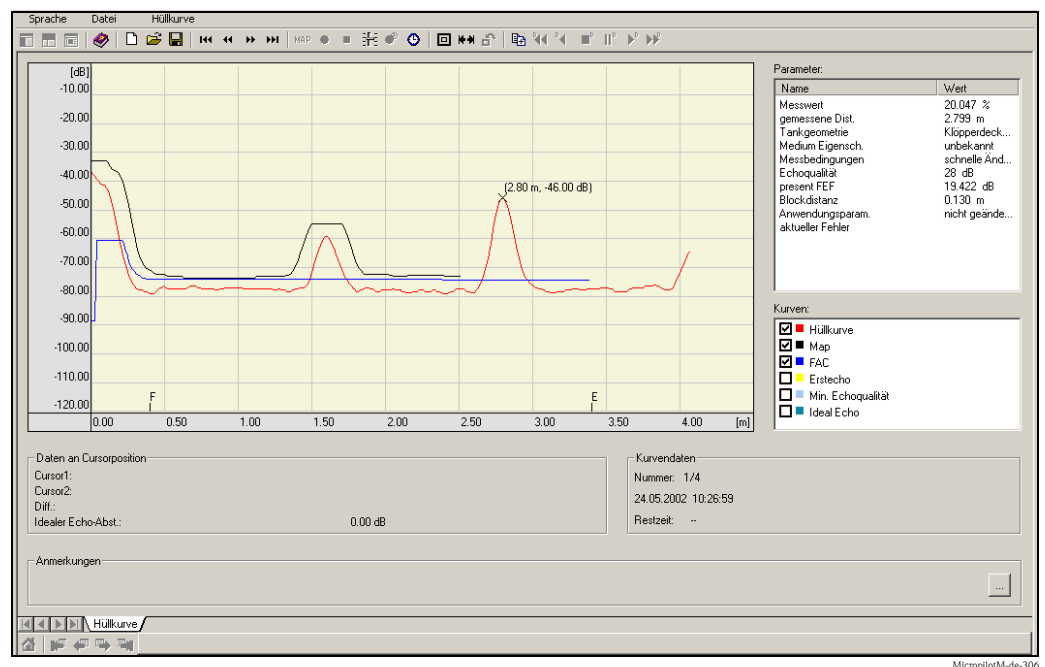 Sprache Datei Hüllkurve
MAP
[dB]
-10.00
-20.00
-30.00
-40.00
-50.00
-60.00
-70.00
-80.00
-90.00
-100.00
-110.00
-120.00
(2.80 m, -46.00 dB)
F
E
0.00 0.50 1.00 1.50 2.00 2.50 3.00 3.50 4.00 [m]
Parameter:
Name Wert
Messwert 20.047 %
gemessene Dist. 2.799 m
Tankgeometrie Klöpperdeck...
Medium Eigensch. unbekannt
Messbedingungen schnelle Änd...
Echoqualität 28 dB
present FEF 19.422 dB
Blockdistanz 0.130 m
Anwendungsparam. nicht geände...
aktueller Fehler
Kurven:
Hüllkurve
Map
FAC
Erstecho
Min. Echoqualität
Ideal Echo
Daten an Cursorposition
Cursor1:
Cursor2:
Diff.:
Idealer Echo-Abst.: 0.00 dB
Kurvendaten
Nummer: 1/4
24.05.2002 10:26:59
Restzeit: --
Anmerkungen
...
Hüllkurve
MicropilotM-de-306